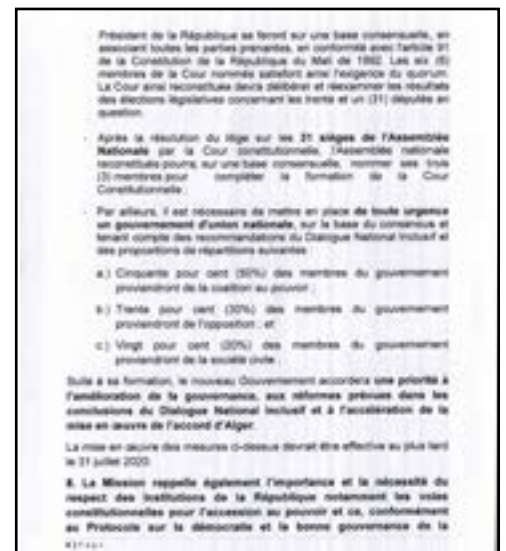 Président de la République se feront sur une base consensuelle, en
associant toutes les parties prenantes, en conformité avec l'article 91
de la Constitution de la République du Mali de 1992. Les six (6)
membres de la Cour nommés satisfont ainsi l'exigence du quorum.
La Cour ainsi reconstituée devra délibérer et réexaminer les résultats
des élections législatives concernant les trente et un (31) députés en
question.
- Après la résolution du litige sur les 31 sièges de l'Assemblée
Nationale par la Cour constitutionnelle, l'Assemblée nationale
reconstituée pourra, sur une base consensuelle, nommer ses trois
(3) membres pour compléter la formation de la Cour
Constitutionnelle ;
- Par ailleurs, il est nécessaire de mettre en place de toute urgence
un gouvernement d'union nationale, sur la base du consensus et
tenant compte des recommandations du Dialogue National Inclusif et
des propositions de répartitions suivantes :
a.) Cinquante pour cent (50%) des membres du gouvernement
proviendront de la coalition au pouvoir ;
b.) Trente pour cent (30%) des membres du gouvernement
proviendront de l'opposition ; et
c.) Vingt pour cent (20%) des membres du gouvernement
proviendront de la société civile ;
Suite à sa formation, le nouveau Gouvernement accordera une priorité à
l'amélioration de la gouvernance, aux réformes prévues dans les
conclusions du Dialogue National Inclusif et à l'accélération de la
mise en œuvre de l'accord d'Alger.
La mise en œuvre des mesures ci-dessus devrait être effective au plus tard
le 31 juillet 2020.
8. La Mission rappelle également l'importance et la nécessité du
respect des Institutions de la République notamment les voies
constitutionnelles pour l'accession au pouvoir et ce, conformément
au Protocole sur la démocratie et la bonne gouvernance de la